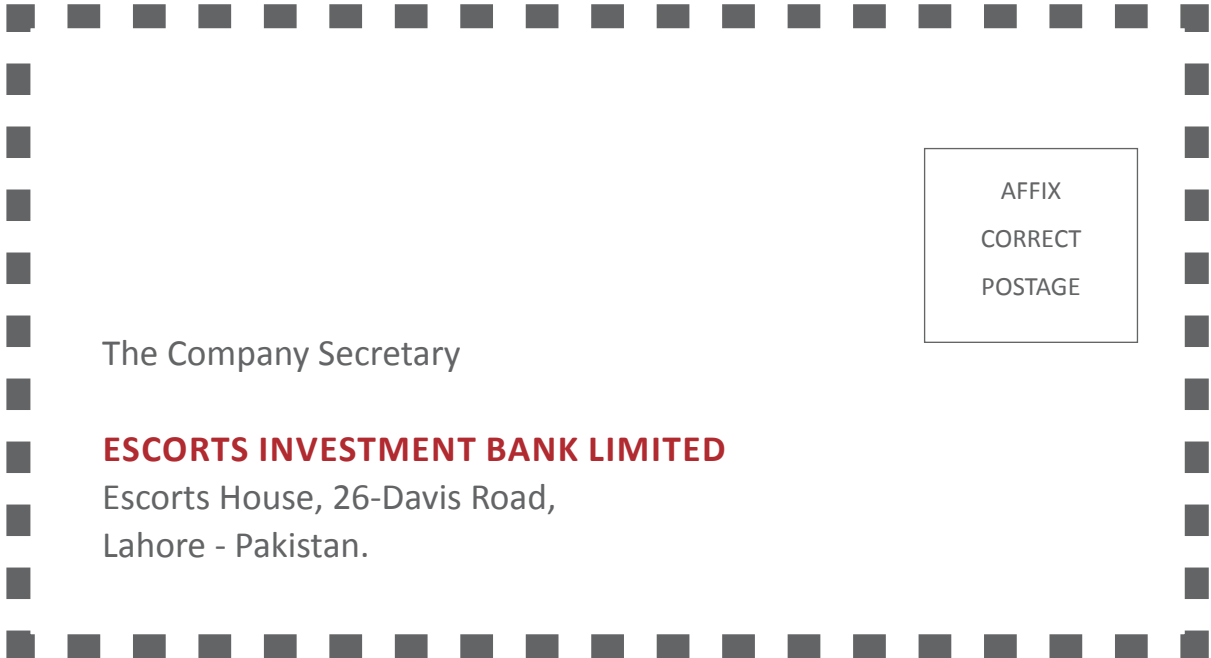 AFFIX
CORRECT
POSTAGE
The Company Secretary
ESCORTS INVESTMENT BANK LIMITED
Escorts House, 26-Davis Road,
Lahore - Pakistan.